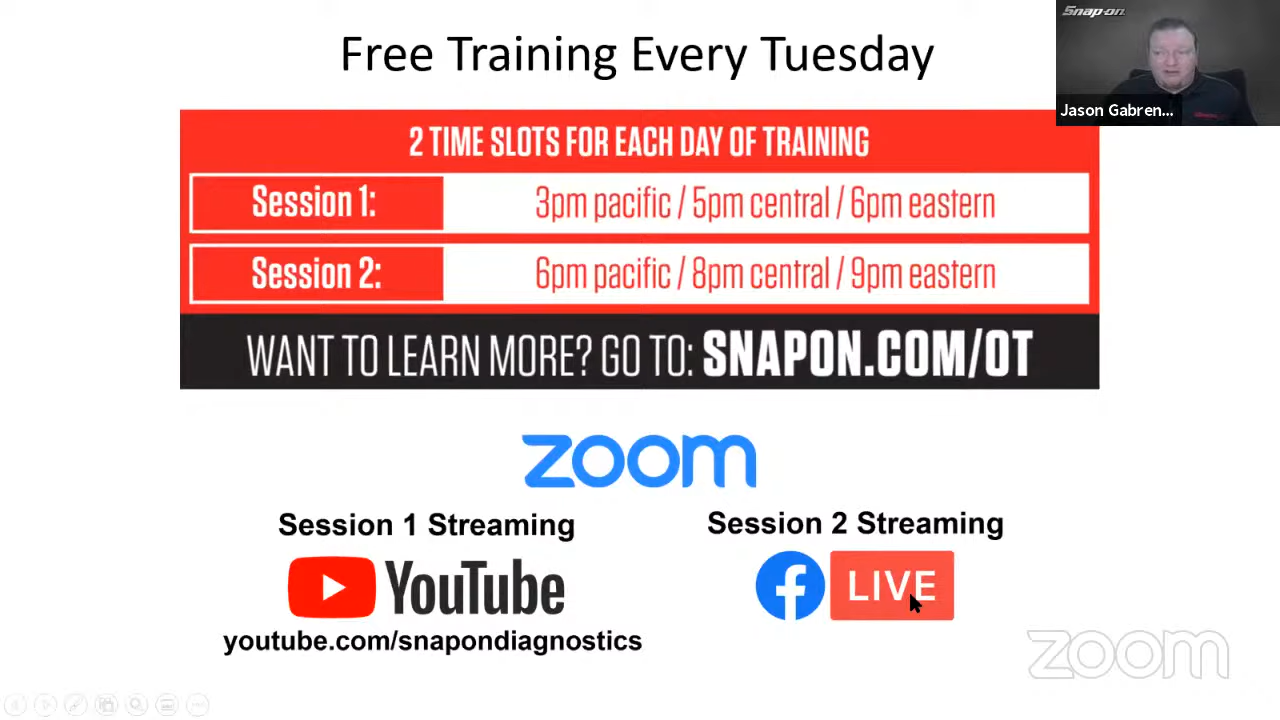 Free Training Every Tuesday
Snap-on
Jason Gabren...
2 TIME SLOTS FOR EACH DAY OF TRAINING
Session 1: 3pm pacific / 5pm central / 6pm eastern
Session 2: 6pm pacific / 8pm central / 9pm eastern
WANT TO LEARN MORE? GO TO: SNAPON.COM/OT
zoom
Session 1 Streaming
YouTube
youtube.com/snapondiagnostics
Session 2 Streaming
f LIVE
zoom